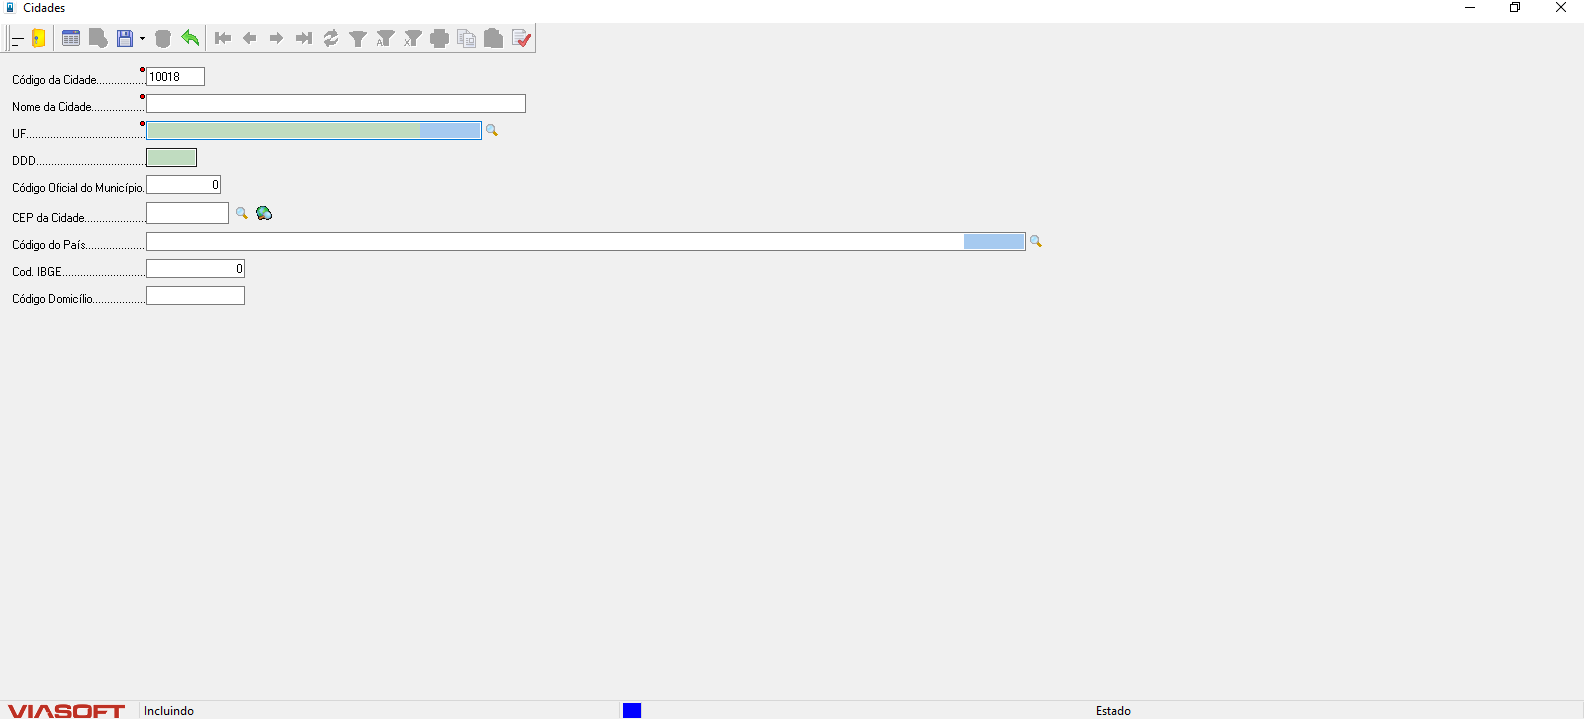 Cidades
Código da Cidade................. 10018
Nome da Cidade..................
UF........................................
DDD.....................................
Código Oficial do Município. 0
CEP da Cidade.....................
Código do País....................
Cod. IBGE............................ 0
Código Domicílio..................
VIASOFT Incluindo Estado